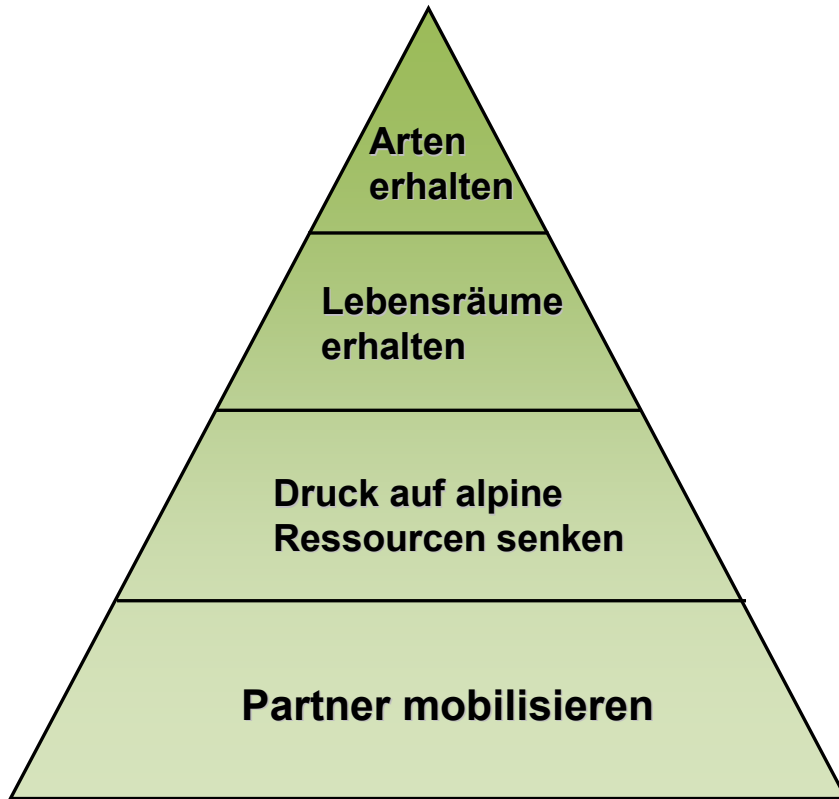 Arten
erhalten
Lebensräume
erhalten
Druck auf alpine
Ressourcen senken
Partner mobilisieren